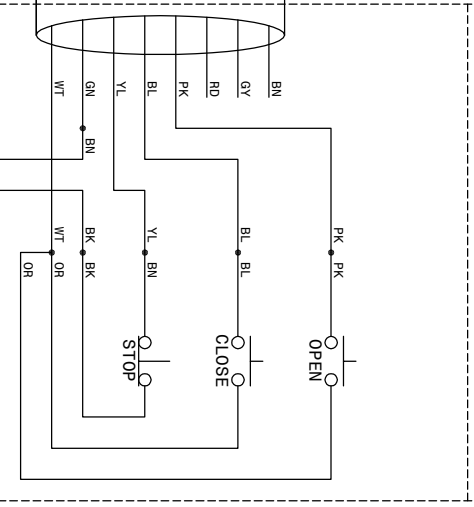 WT
GN
YL
BL
PK
RD
GY
BN
BN
WT
BK
YL
BL
PK
OR
OR
BK
BN
BL
PK
STOP
CLOSE
OPEN